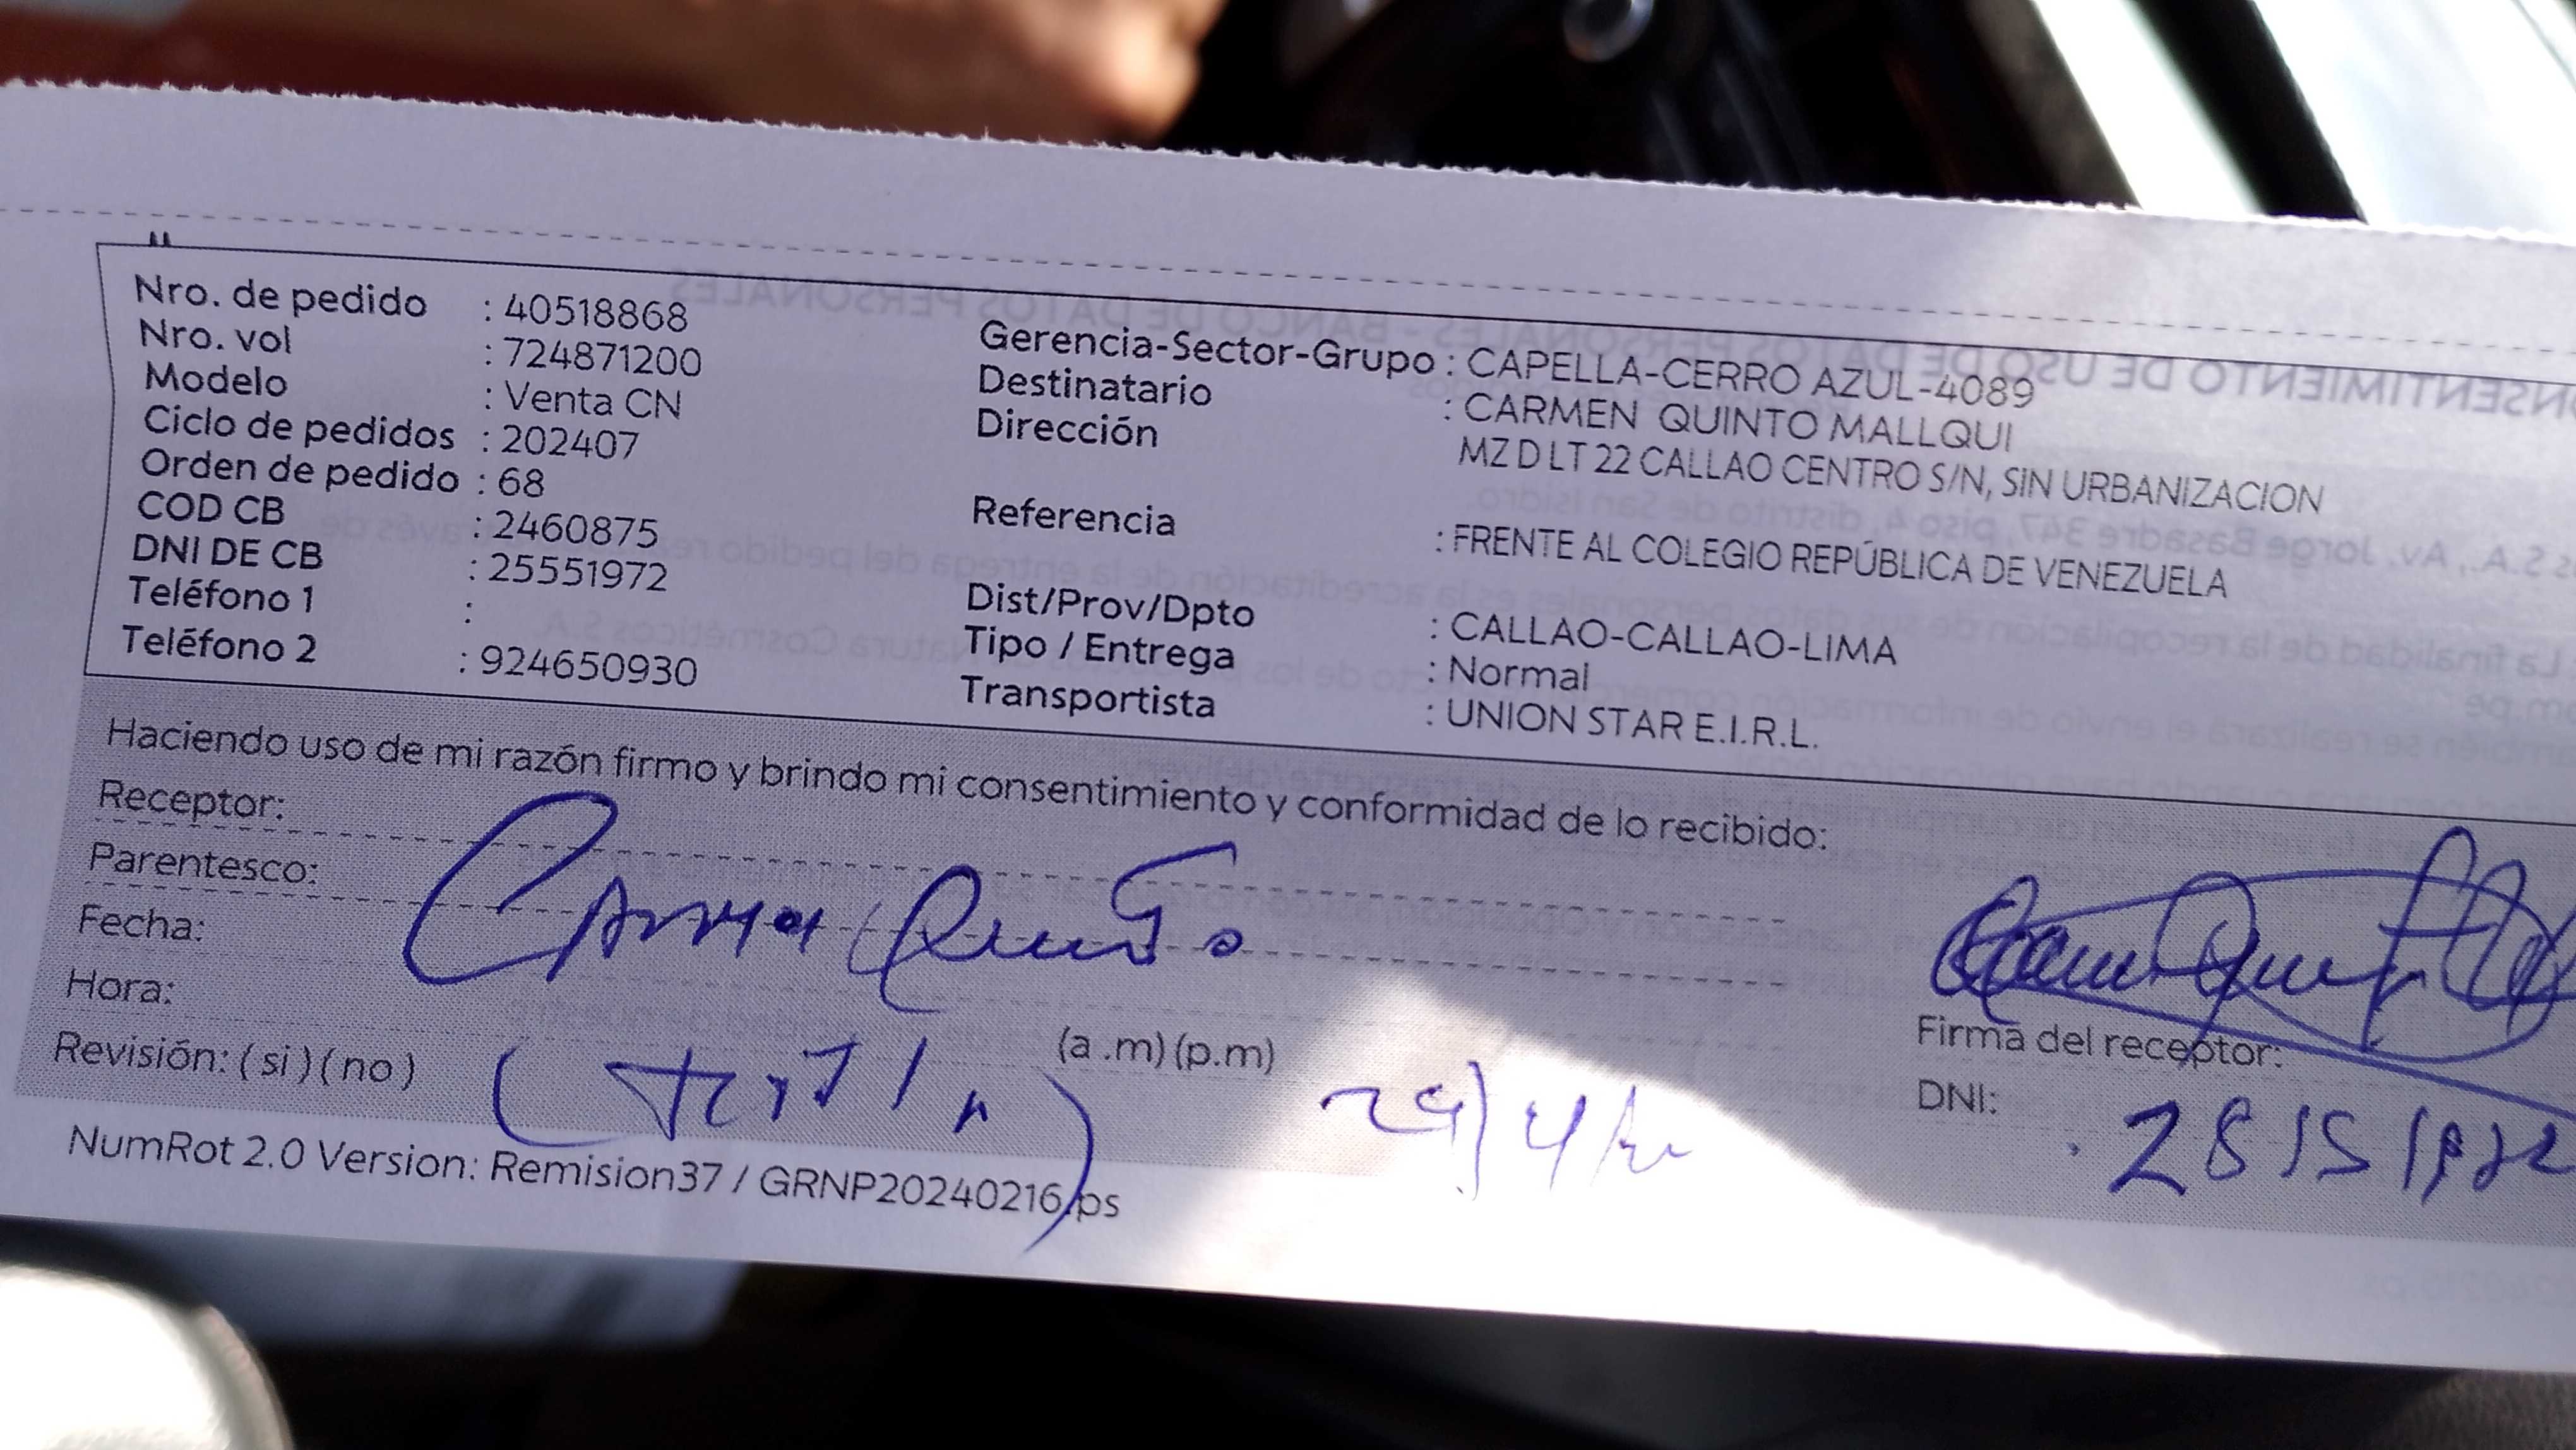 Nro. de pedido : 40518868
Nro. vol : 724871200
Modelo : Venta CN
Ciclo de pedidos : 202407
Orden de pedido : 68
COD CB : 2460875
DNI DE CB : 25551972
Teléfono 1 :
Teléfono 2 : 924650930
Gerencia-Sector-Grupo : CAPELLA-CERRO AZUL-4089
Destinatario : CARMEN QUINTO MALLQUI
Dirección MZ D LT 22 CALLAO CENTRO S/N, SIN URBANIZACION
Referencia : FRENTE AL COLEGIO REPÚBLICA DE VENEZUELA
Dist/Prov/Dpto : CALLAO-CALLAO-LIMA
Tipo / Entrega : Normal
Transportista : UNION STAR E.I.R.L.
Haciendo uso de mi razón firmo y brindo mi consentimiento y conformidad de lo recibido:
Receptor:
Parentesco:
Carmen Quinto
Fecha:
Hora:
(a .m) (p.m)
Revisión: ( si ) ( no )
Firma del receptor:
DNI:
NumRot 2.0 Version: Remision37 / GRNP20240216.ps